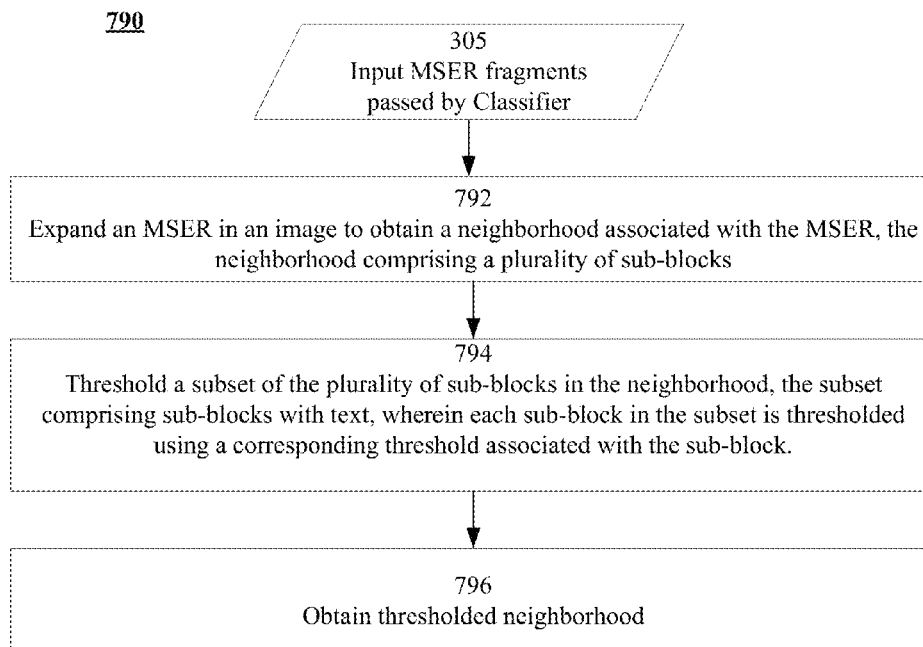 790
305
Input MSER fragments
passed by Classifier
792
Expand an MSER in an image to obtain a neighborhood associated with the MSER, the
neighborhood comprising a plurality of sub-blocks
794
Threshold a subset of the plurality of sub-blocks in the neighborhood, the subset
comprising sub-blocks with text, wherein each sub-block in the subset is thresholded
using a corresponding threshold associated with the sub-block.
796
Obtain thresholded neighborhood